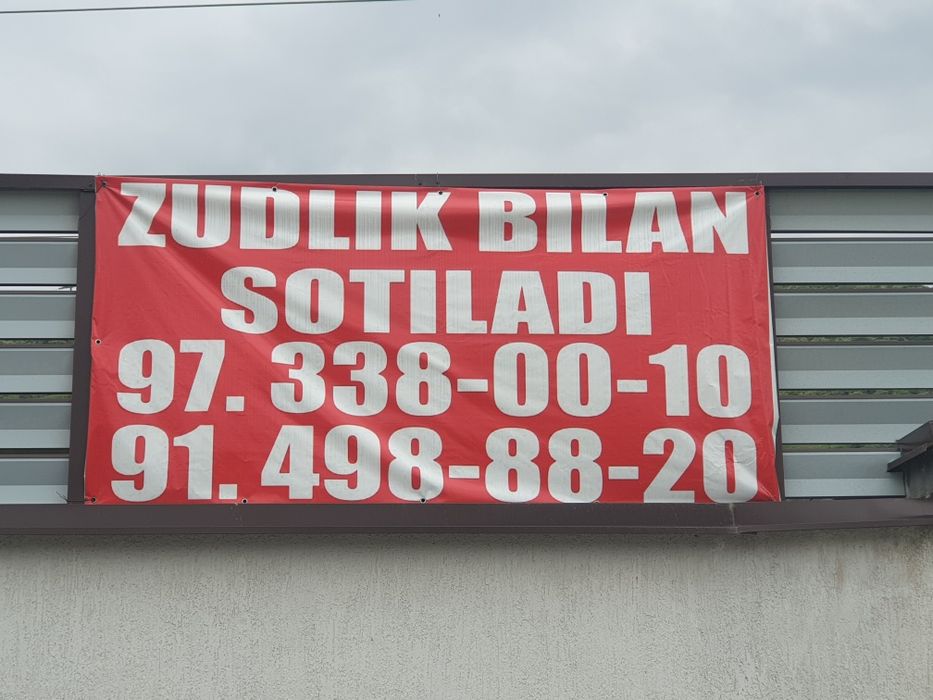 ZUDLIK BILAN
SOTILADI
97. 338-00-10
91. 498-88-20